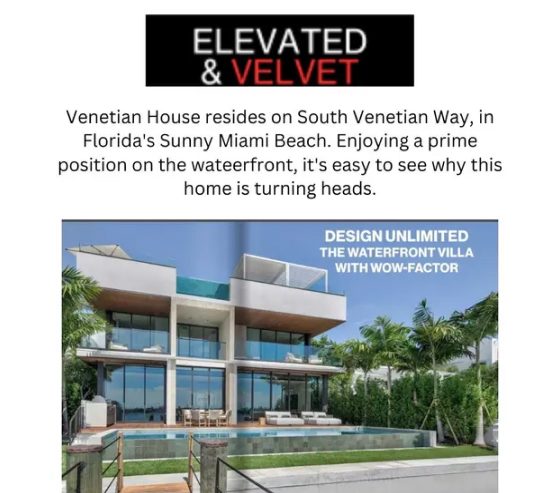 ELEVATED
& VELVET
Venetian House resides on South Venetian Way, in
Florida's Sunny Miami Beach. Enjoying a prime
position on the wateerfront, it's easy to see why this
home is turning heads.
DESIGN UNLIMITED
THE WATERFRONT VILLA
WITH WOW-FACTOR